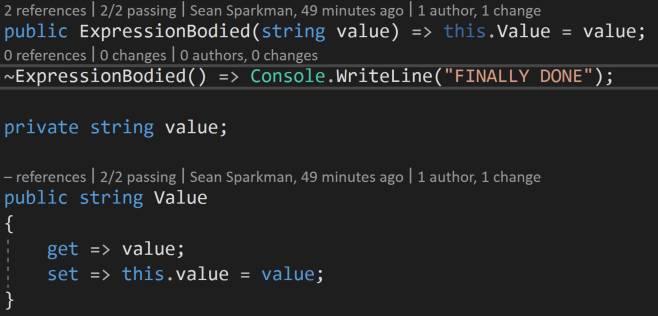 2 references | 2/2 passing | Sean Sparkman, 49 minutes ago | 1 author, 1 change
public ExpressionBodied(string value) => this.Value = value;
0 references | 0 changes | 0 authors, 0 changes
~ExpressionBodied() => Console.WriteLine("FINALLY DONE");
private string value;
– references | 2/2 passing | Sean Sparkman, 49 minutes ago | 1 author, 1 change
public string Value
{
get => value;
set => this.value = value;
}